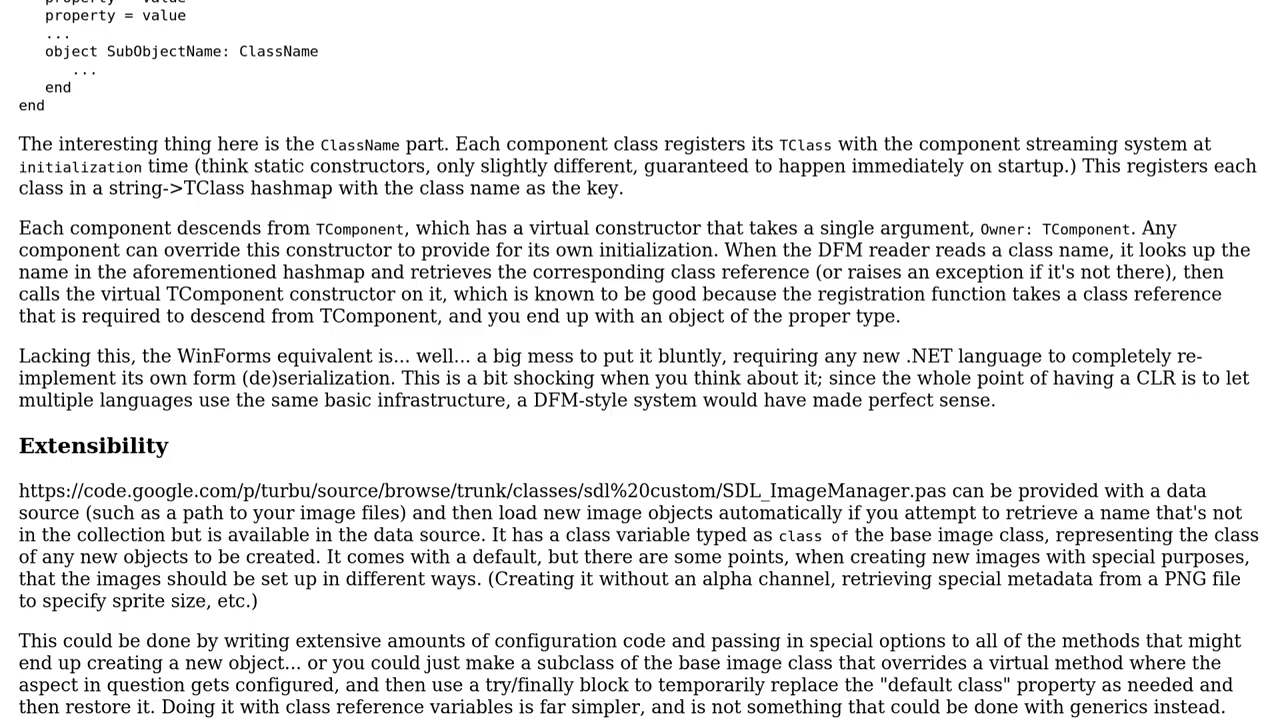 property = value
property = value
...
object SubObjectName: ClassName
...
end
end
The interesting thing here is the ClassName part. Each component class registers its TClass with the component streaming system at
initialization time (think static constructors, only slightly different, guaranteed to happen immediately on startup.) This registers each
class in a string->TClass hashmap with the class name as the key.
Each component descends from TComponent, which has a virtual constructor that takes a single argument, Owner: TComponent. Any
component can override this constructor to provide for its own initialization. When the DFM reader reads a class name, it looks up the
name in the aforementioned hashmap and retrieves the corresponding class reference (or raises an exception if it's not there), then
calls the virtual TComponent constructor on it, which is known to be good because the registration function takes a class reference
that is required to descend from TComponent, and you end up with an object of the proper type.
Lacking this, the WinForms equivalent is... well... a big mess to put it bluntly, requiring any new .NET language to completely re-
implement its own form (de)serialization. This is a bit shocking when you think about it; since the whole point of having a CLR is to let
multiple languages use the same basic infrastructure, a DFM-style system would have made perfect sense.
Extensibility
https://code.google.com/p/turbu/source/browse/trunk/classes/sdl%20custom/SDL_ImageManager.pas can be provided with a data
source (such as a path to your image files) and then load new image objects automatically if you attempt to retrieve a name that's not
in the collection but is available in the data source. It has a class variable typed as class of the base image class, representing the class
of any new objects to be created. It comes with a default, but there are some points, when creating new images with special purposes,
that the images should be set up in different ways. (Creating it without an alpha channel, retrieving special metadata from a PNG file
to specify sprite size, etc.)
This could be done by writing extensive amounts of configuration code and passing in special options to all of the methods that might
end up creating a new object... or you could just make a subclass of the base image class that overrides a virtual method where the
aspect in question gets configured, and then use a try/finally block to temporarily replace the "default class" property as needed and
then restore it. Doing it with class reference variables is far simpler, and is not something that could be done with generics instead.